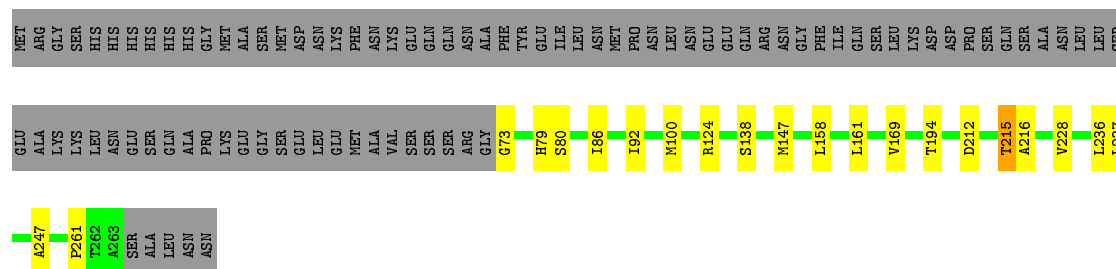 MET ARG GLY SER HIS HIS HIS HIS HIS HIS GLY MET ALA SER MET ASP ASN LYS PHE ASN LYS GLU GLN GLN ASN ALA PHE TYR GLU ILE LEU ASN MET PRO ASN LEU ASN GLU GLU GLN ARG ASN GLY PHE ILE GLN SER LEU LYS ASP ASP PRO SER GLN SER ALA ASN LEU LEU SER
GLU ALA LYS LYS LEU ASN GLU SER GLN ALA PRO LYS GLU GLY SER GLU LEU GLU MET ALA VAL SER SER SER ARG GLY G73 H79 S80 I86 I92 M100 R124 S138 M147 L158 L161 V169 T194 D212 T215 A216 V228 L236 L237
A247 P261 T262 A263 SER ALA LEU ASN ASN